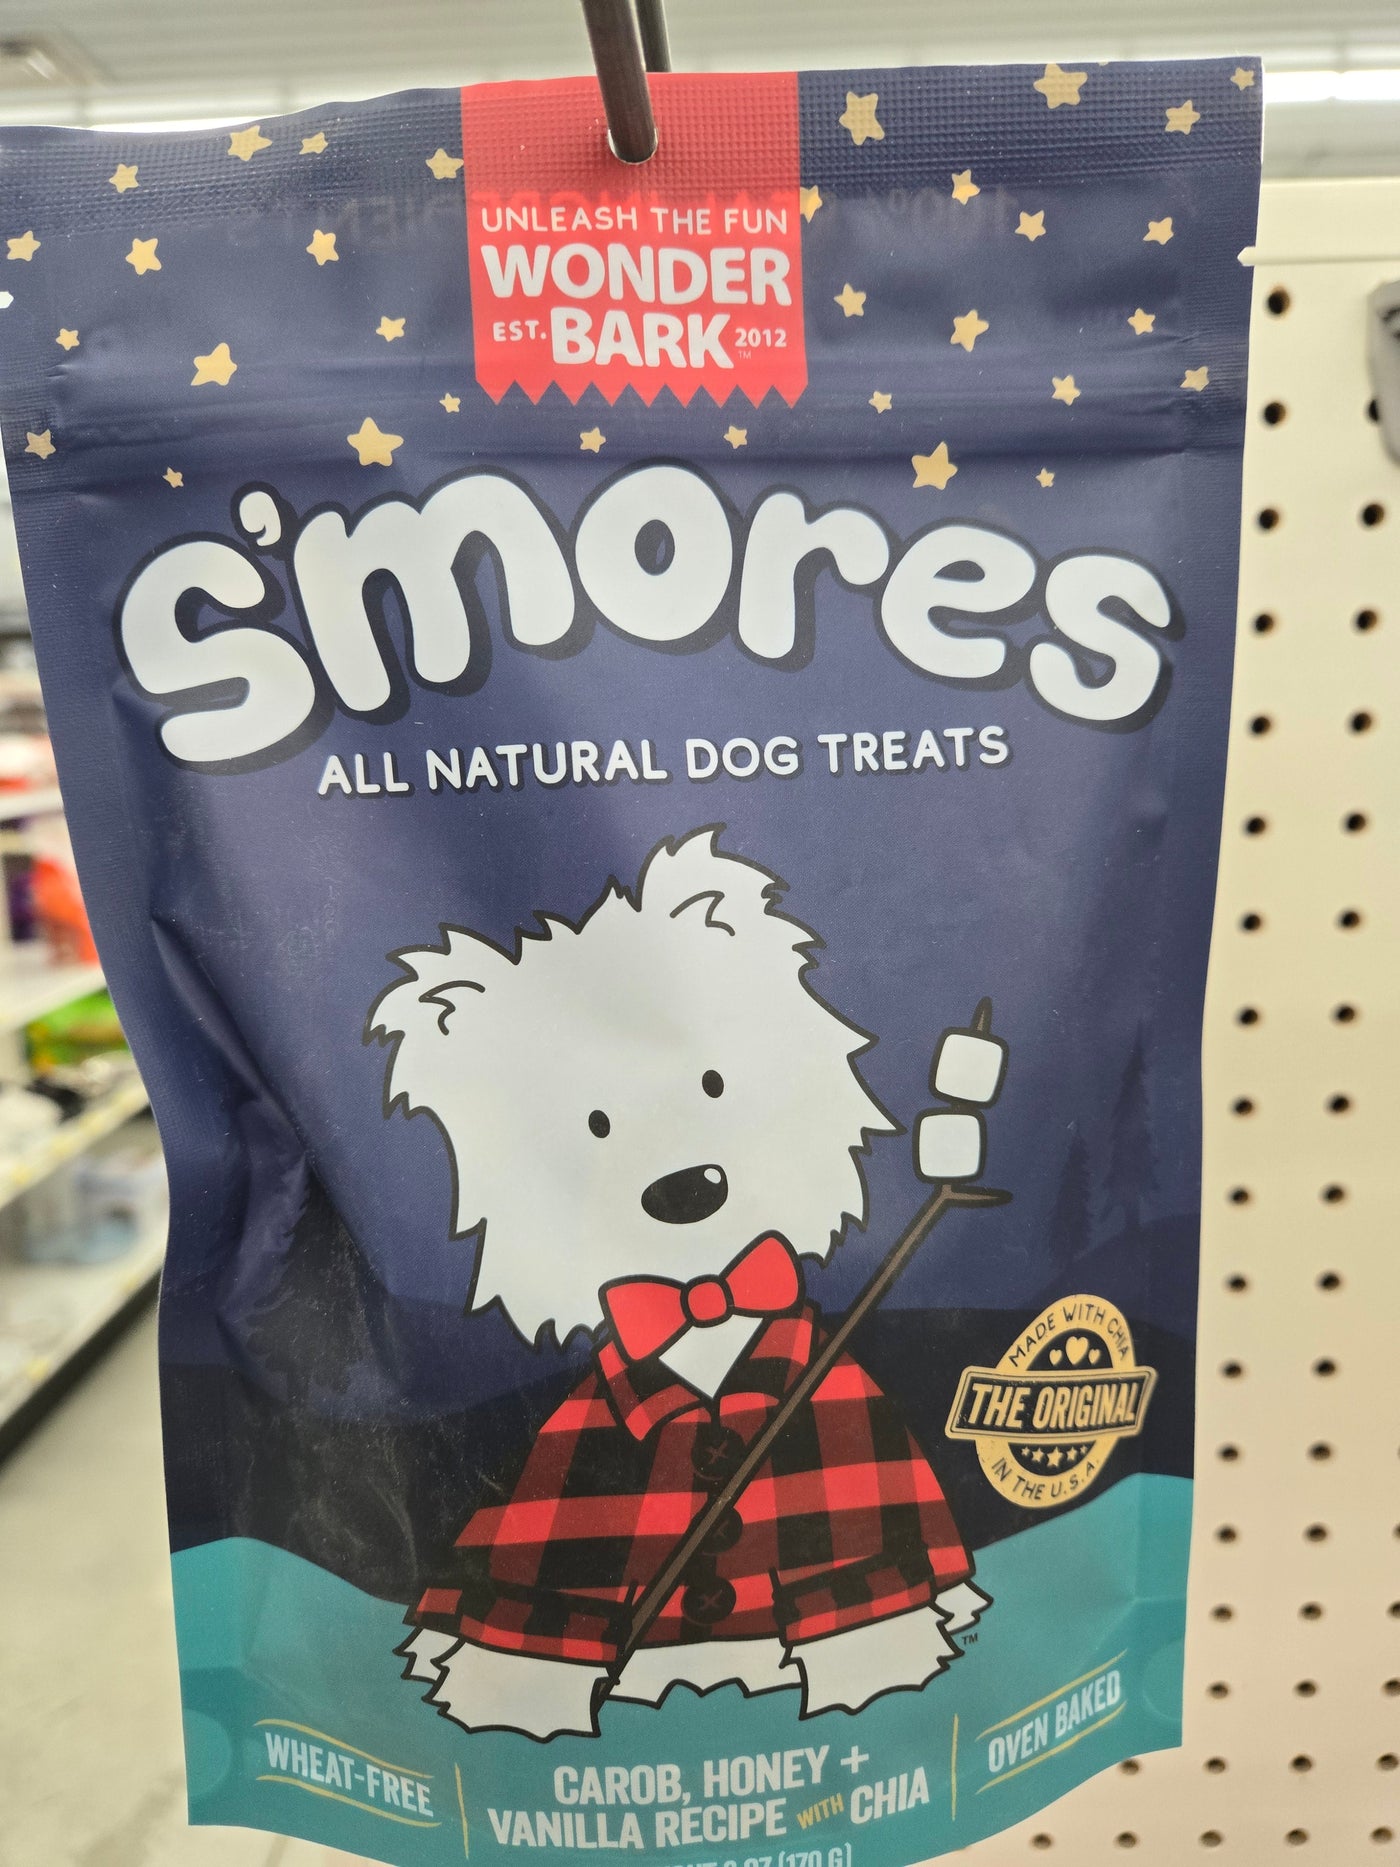 UNLEASH THE FUN
WONDER
EST. BARK 2012
TM
S'mores
ALL NATURAL DOG TREATS
MADE WITH CHIA
THE ORIGINAL
IN THE U.S.A.
TM
WHEAT-FREE
CAROB, HONEY +
VANILLA RECIPE WITH CHIA
OVEN BAKED
(170 G)